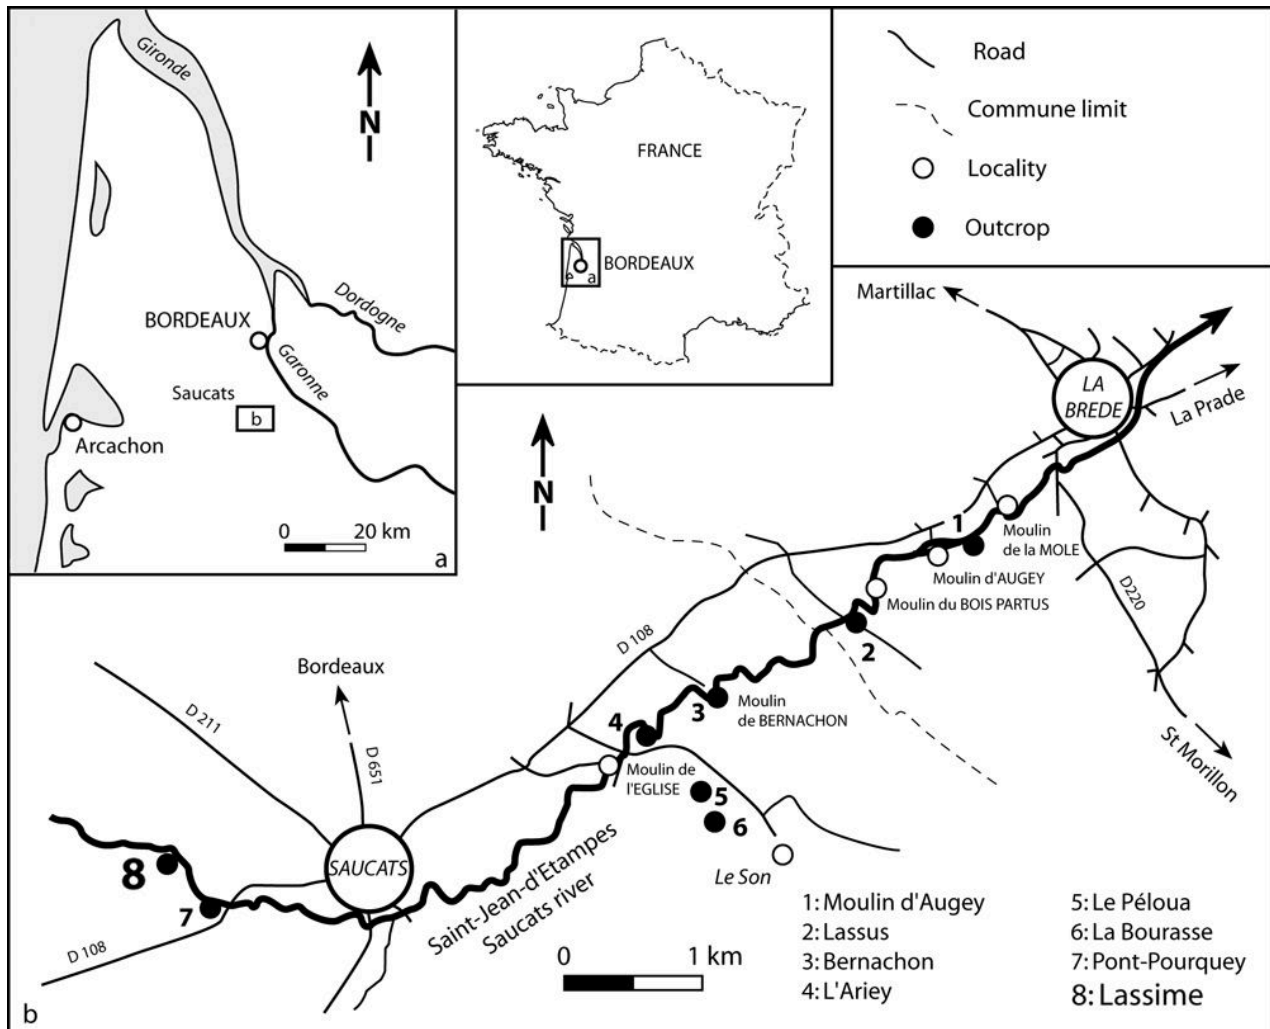 Gironde
N
Dordogne
BORDEAUX
Garonne
Saucats
b
Arcachon
0 20 km
a
FRANCE
a
BORDEAUX
Road
Commune limit
Locality
Outcrop
Martillac
LA
BREDE
La Prade
N
1
Moulin
de la MOLE
Moulin d'AUGEY
Moulin du BOIS PARTUS
D220
2
D 108
Bordeaux
Moulin
de BERNACHON
3
St Morillon
D 211
D 651
4
Moulin de
l'EGLISE
5
6
SAUCATS
Le Son
8
7
Saint-Jean-d'Etampes
Saucats river
D 108
0 1 km
1: Moulin d'Augey
2: Lassus
3: Bernachon
4: L'Ariey
5: Le Péloua
6: La Bourasse
7: Pont-Pourquey
8: Lassime
b